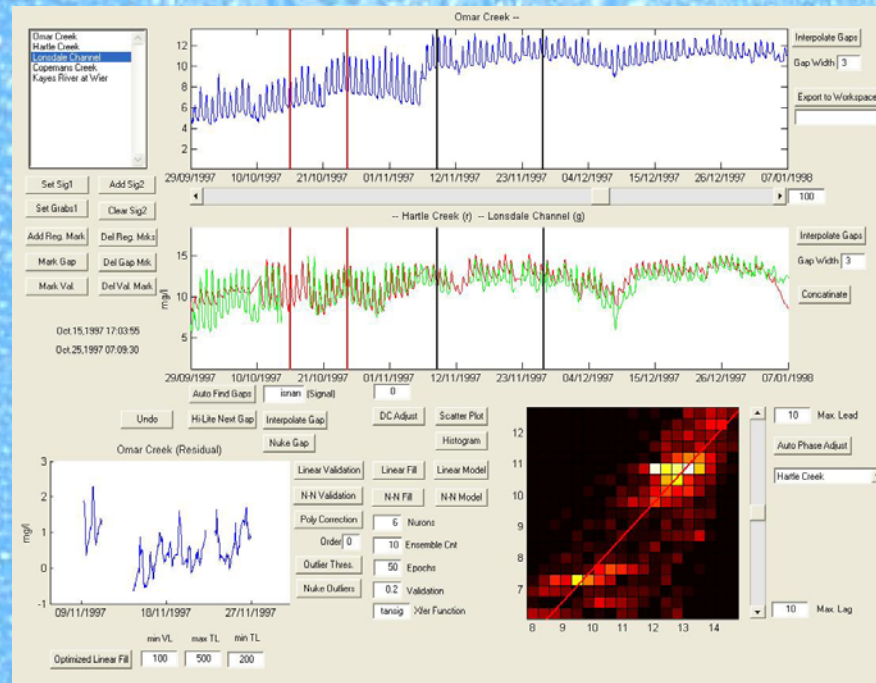 Omar Creek --
Omar Creek
Hartle Creek
Lonsdale Channel
Copemans Creek
Kayes River at Wier
12
10
8
6
4
2
29/09/1997 10/10/1997 21/10/1997 01/11/1997 12/11/1997 23/11/1997 04/12/1997 15/12/1997 26/12/1997 07/01/1998
Interpolate Gaps
Gap Width 3
Export to Workspace
100
Set Sig1 Add Sig2
Set Grabs1 Clear Sig2
Add Reg. Mark Del Reg. Mrks
Mark Gap Del Gap Mrk
Mark Val. Del Val. Mark
Oct.15,1997 17:03:55
Oct.25,1997 07:09:30
-- Hartle Creek (r) -- Lonsdale Channel (g)
mg/l
15
10
5
29/09/1997 10/10/1997 21/10/1997 01/11/1997 12/11/1997 23/11/1997 04/12/1997 15/12/1997 26/12/1997 07/01/1998
Interpolate Gaps
Gap Width 3
Concatinate
Auto Find Gaps isnan (Signal) 0
Undo Hi-Lite Next Gap Interpolate Gap DC Adjust Scatter Plot
Nuke Gap Histogram
Omar Creek (Residual)
mg/l
3
2
1
0
-1
09/11/1997 18/11/1997 27/11/1997
Linear Validation Linear Fill Linear Model
N-N Validation N-N Fill N-N Model
Poly Correction 6 Nurons
Order 0 10 Ensemble Cnt
Outlier Thres. 50 Epochs
Nuke Outliers 0.2 Validation
tansig Xfer Function
min VL max TL min TL
Optimized Linear Fill 100 500 200
12
11
10
9
8
7
8 9 10 11 12 13 14
10 Max. Lead
Auto Phase Adjust
Hartle Creek
10 Max. Lag